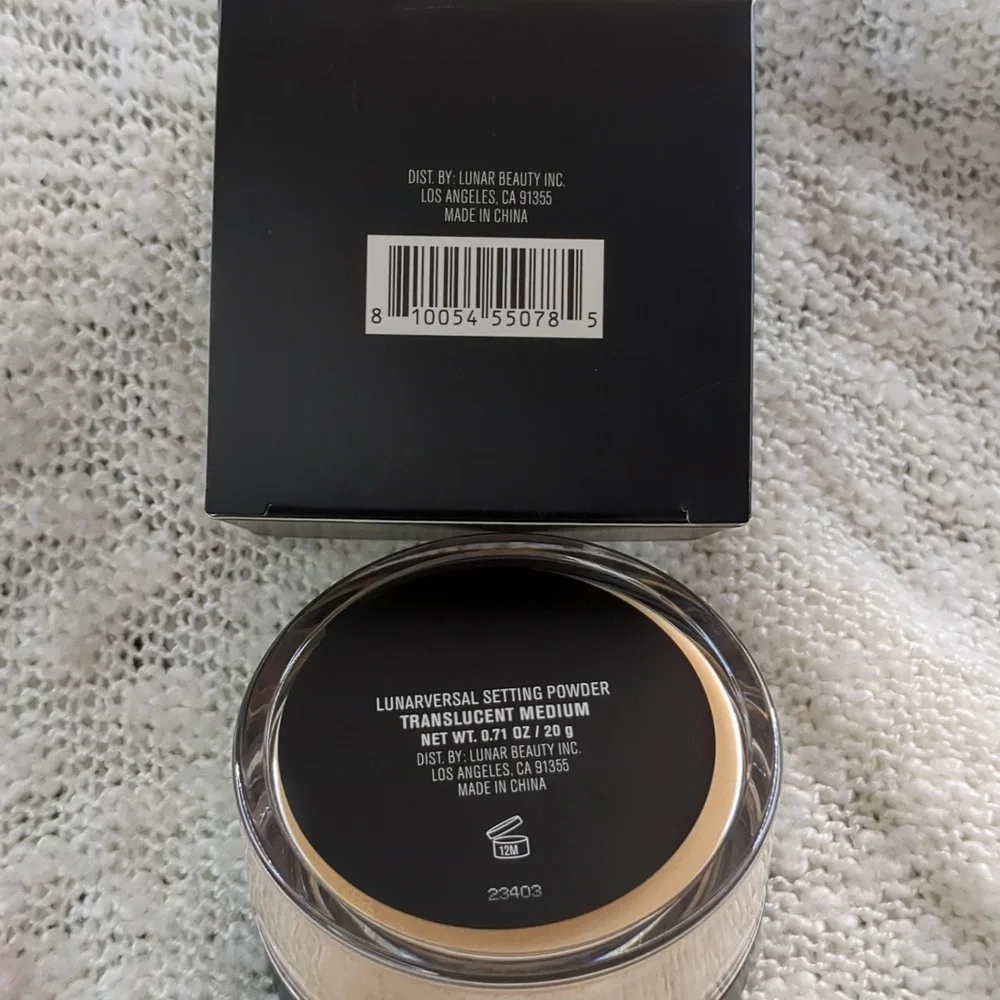 DIST. BY: LUNAR BEAUTY INC.
LOS ANGELES, CA 91355
MADE IN CHINA
8 10054 55078 5
LUNARVERSAL SETTING POWDER
TRANSLUCENT MEDIUM
NET WT. 0.71 OZ / 20 g
DIST. BY: LUNAR BEAUTY INC.
LOS ANGELES, CA 91355
MADE IN CHINA
12M
23403